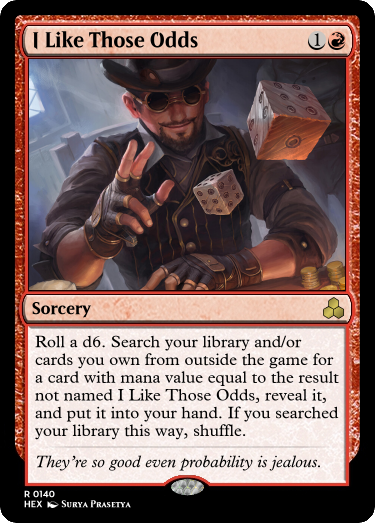 I Like Those Odds 1
Sorcery
Roll a d6. Search your library and/or
cards you own from outside the game for
a card with mana value equal to the result
not named I Like Those Odds, reveal it,
and put it into your hand. If you searched
your library this way, shuffle.
They're so good even probability is jealous.
R 0140
HEX Surya Prasetya